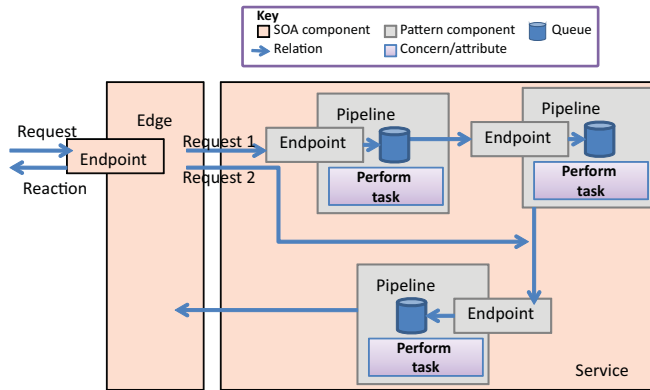 Key
SOA component
Pattern component
Queue
Relation
Concern/attribute
Edge
Request
Endpoint
Reaction
Request 1
Request 2
Pipeline
Endpoint
Perform
task
Pipeline
Endpoint
Perform
task
Pipeline
Endpoint
Perform
task
Service